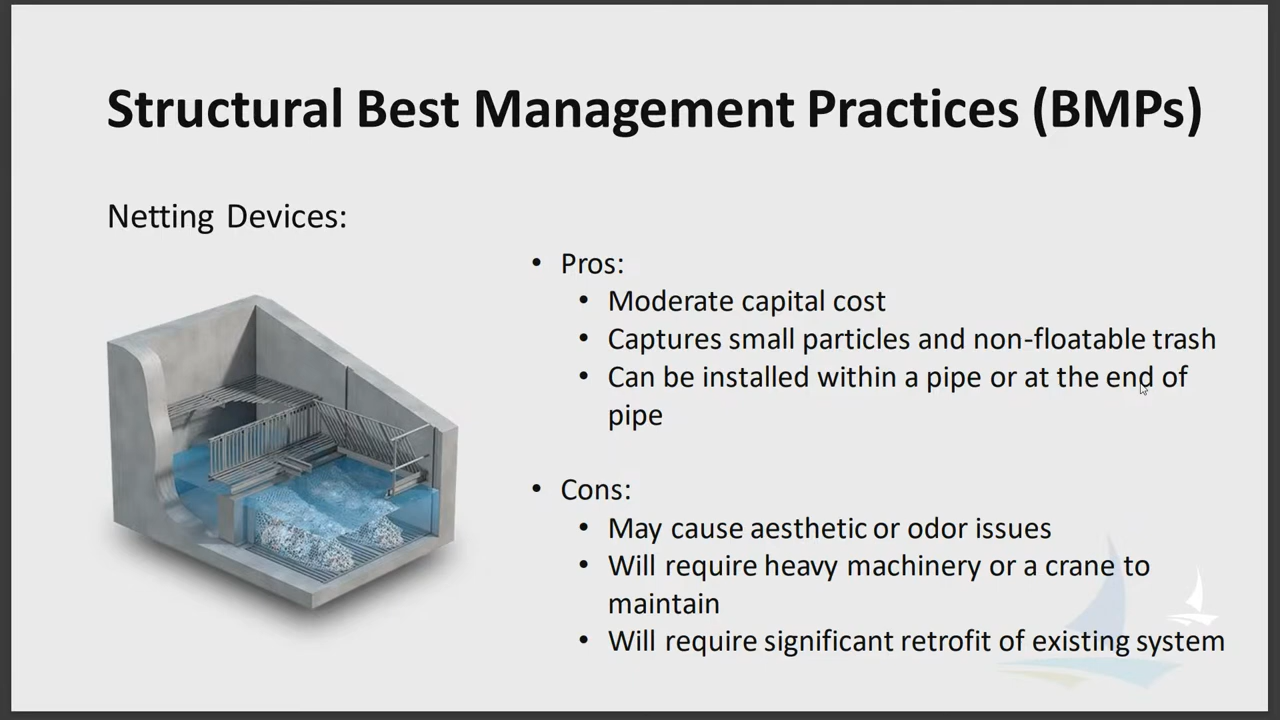 Structural Best Management Practices (BMPs)
Netting Devices:
• Pros:
• Moderate capital cost
• Captures small particles and non-floatable trash
• Can be installed within a pipe or at the end of
pipe
• Cons:
• May cause aesthetic or odor issues
• Will require heavy machinery or a crane to
maintain
• Will require significant retrofit of existing system